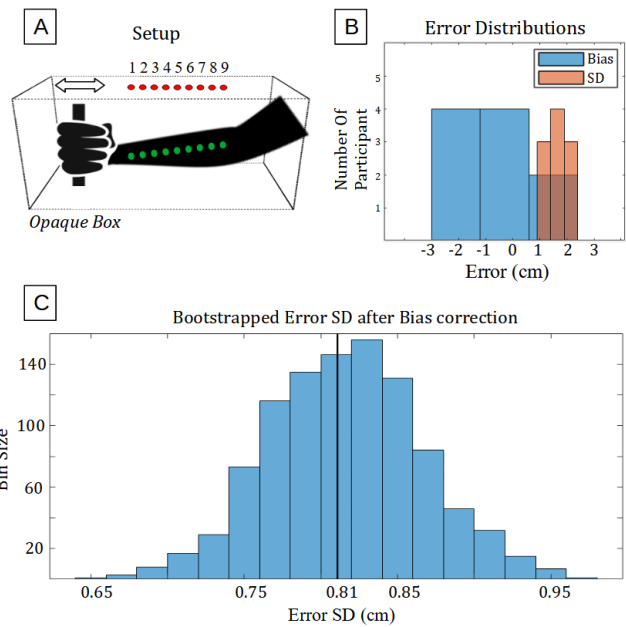 A
Setup
1 2 3 4 5 6 7 8 9
Opaque Box
B
Error Distributions
Bias
SD
Number Of
Participant
5
4
3
2
1
-3 -2 -1 0 1 2 3
Error (cm)
C
Bootstrapped Error SD after Bias correction
Bin Size
140
100
60
20
0.65 0.75 0.81 0.85 0.95
Error SD (cm)